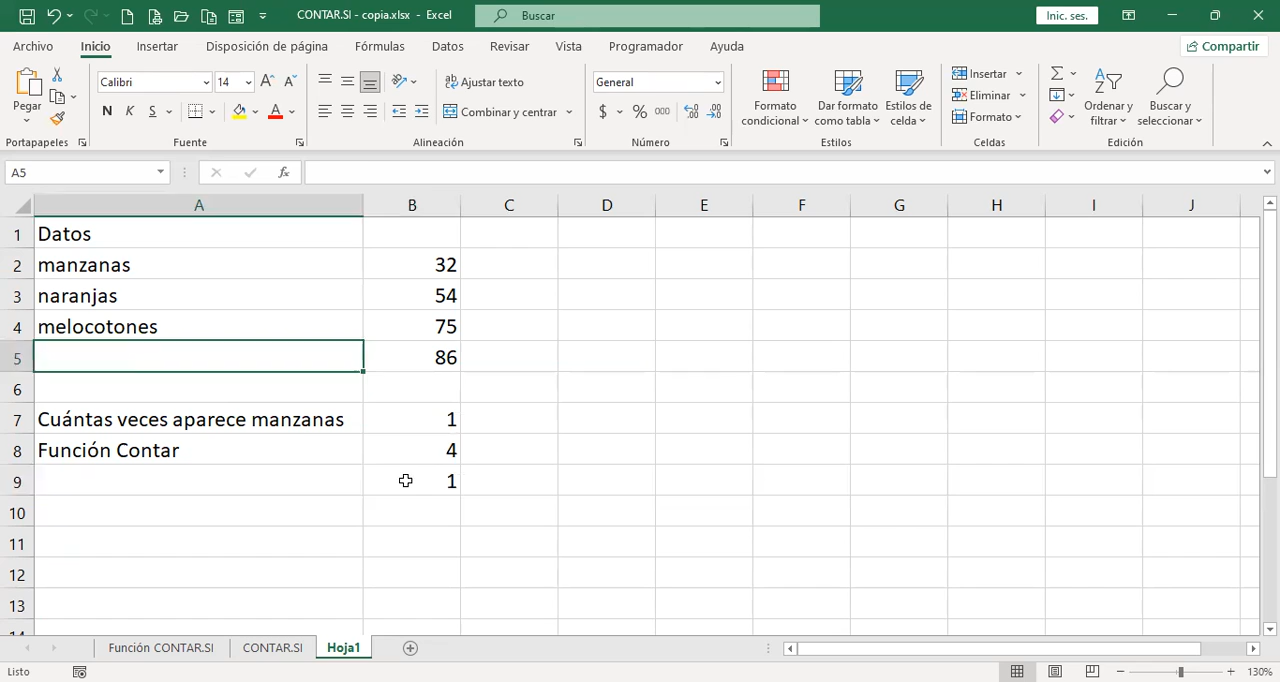 CONTAR.SI - copia.xlsx - Excel
Buscar
Inic. ses.
Archivo Inicio Insertar Disposición de página Fórmulas Datos Revisar Vista Programador Ayuda
Compartir
Pegar
Calibri 14
N K S
Ajustar texto
Combinar y centrar
General
$ % 000
Formato condicional
Dar formato como tabla
Estilos de celda
Insertar
Eliminar
Formato
Ordenar y filtrar
Buscar y seleccionar
Portapapeles Fuente Alineación Número Estilos Celdas Edición
A5 fx
A B C D E F G H I J
1 Datos
2 manzanas 32
3 naranjas 54
4 melocotones 75
5 86
6
7 Cuántas veces aparece manzanas 1
8 Función Contar 4
9 1
10
11
12
13
14
Función CONTAR.SI CONTAR.SI Hoja1
Listo
130%